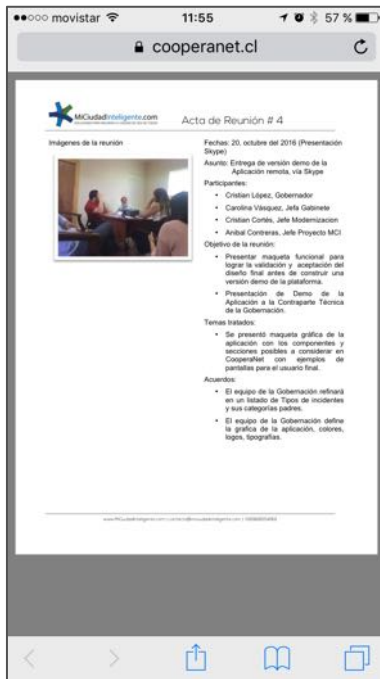 movistar
11:55
57 %
cooperanet.cl
MiCiudadInteligente.com
Acta de Reunión # 4
Imágenes de la reunión
Fechas: 20, octubre del 2016 (Presentación
Skype)
Asunto: Entrega de versión demo de la
Aplicación remota, vía Skype
Participantes:
• Cristian López, Gobernador
• Carolina Vásquez, Jefa Gabinete
• Cristian Cortés, Jefe Modernizacion
• Anibal Contreras, Jefe Proyecto MCI
Objetivo de la reunión:
• Presentar maqueta funcional para
lograr la validación y aceptación del
diseño final antes de construir una
versión demo de la plataforma.
• Presentación de Demo de la
Aplicación a la Contraparte Técnica
de la Gobernación.
Temas tratados:
• Se presentó maqueta gráfica de la
aplicación con los componentes y
secciones posibles a considerar en
CooperaNet con ejemplos de
pantallas para el usuario final.
Acuerdos:
• El equipo de la Gobernación refinará
en un listado de Tipos de incidentes
y sus categorías padres.
• El equipo de la Gobernación define
la grafica de la aplicación, colores,
logos, tipografías.